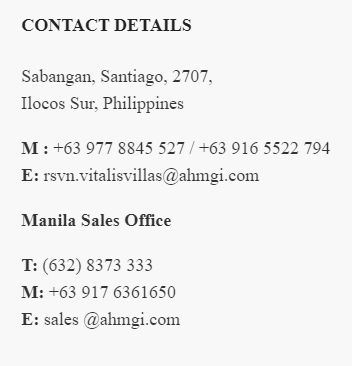 CONTACT DETAILS
Sabangan, Santiago, 2707,
Ilocos Sur, Philippines
M : +63 977 8845 527 / +63 916 5522 794
E: rsvn.vitalisvillas@ahmgi.com
Manila Sales Office
T: (632) 8373 333
M: +63 917 6361650
E: sales @ahmgi.com